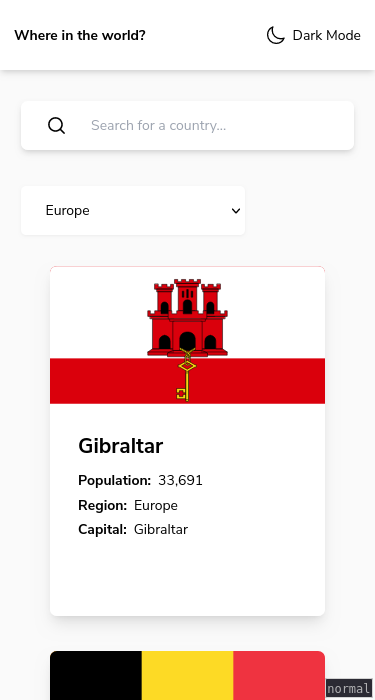 Where in the world?
Dark Mode
Search for a country...
Europe
Gibraltar
Population: 33,691
Region: Europe
Capital: Gibraltar
normal